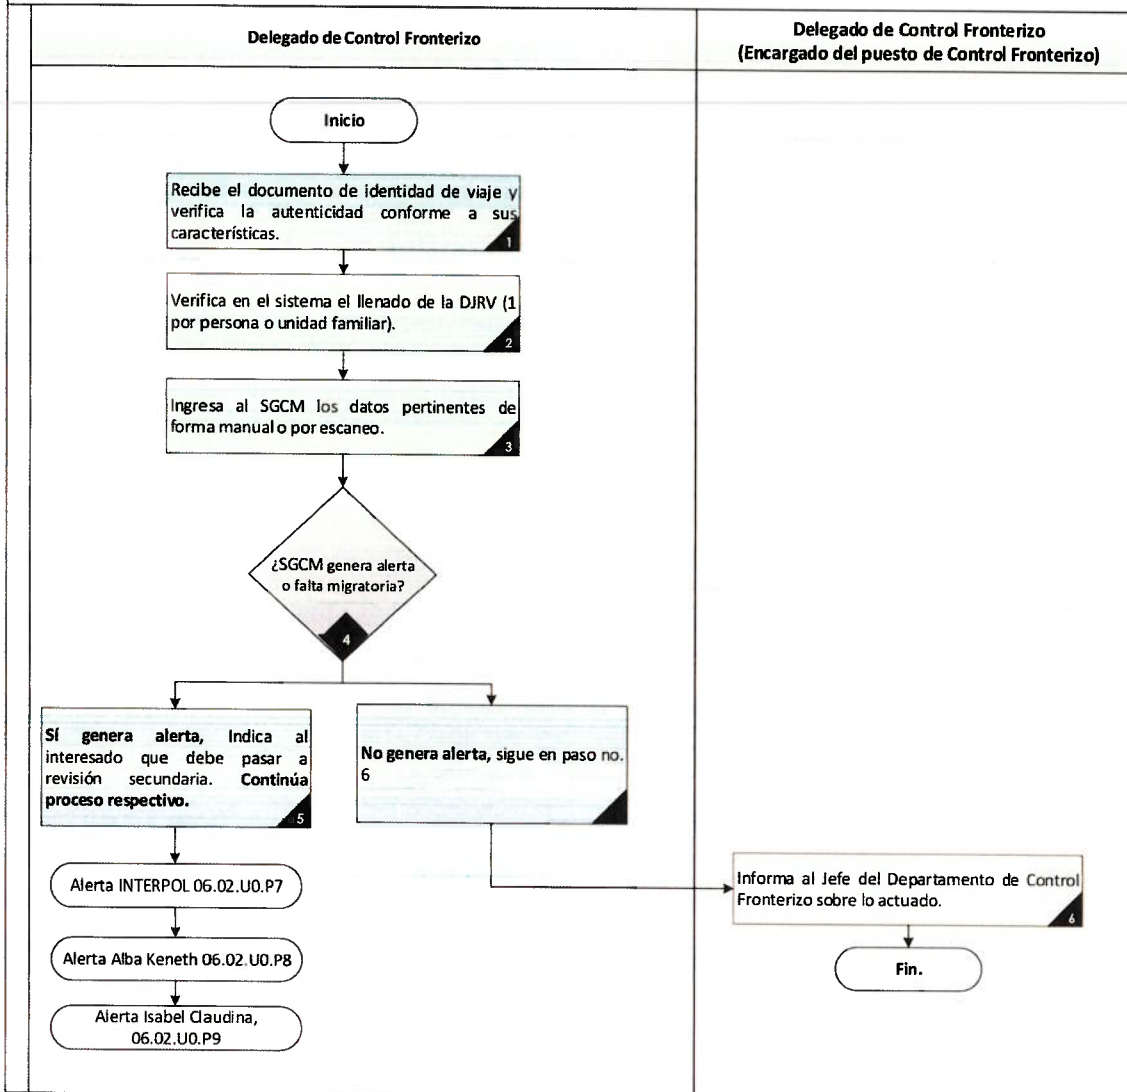 Delegado de Control Fronterizo
Delegado de Control Fronterizo
(Encargado del puesto de Control Fronterizo)
Inicio
Recibe el documento de identidad de viaje y
verifica la autenticidad conforme a sus
características.
1
Verifica en el sistema el llenado de la DJRV (1
por persona o unidad familiar).
2
Ingresa al SGCM los datos pertinentes de
forma manual o por escaneo.
3
¿SGCM genera alerta
o falta migratoria?
4
Sí genera alerta, Indica al
interesado que debe pasar a
revisión secundaria. Continúa
proceso respectivo.
5
No genera alerta, sigue en paso no.
6
Alerta INTERPOL 06.02.U0.P7
Alerta Alba Keneth 06.02.U0.P8
Alerta Isabel Claudina,
06.02.U0.P9
Informa al Jefe del Departamento de Control
Fronterizo sobre lo actuado.
6
Fin.